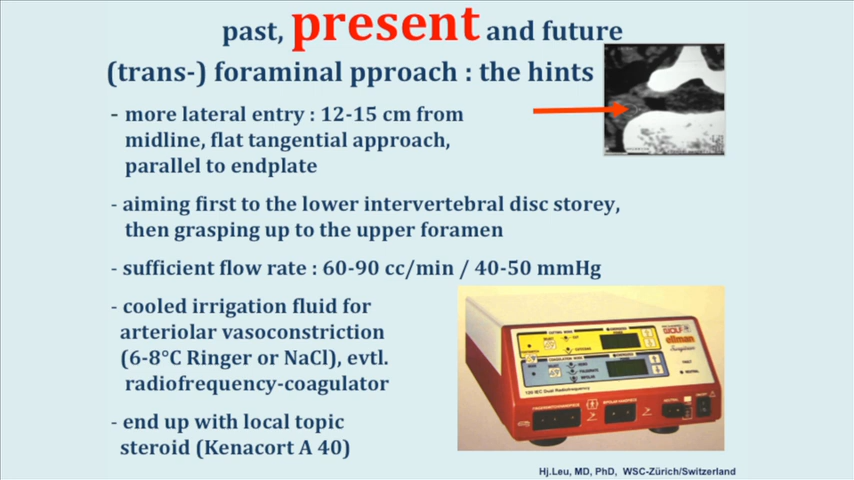 past, present and future
(trans-) foraminal pproach : the hints
- more lateral entry : 12-15 cm from
midline, flat tangential approach,
parallel to endplate
- aiming first to the lower intervertebral disc storey,
then grasping up to the upper foramen
- sufficient flow rate : 60-90 cc/min / 40-50 mmHg
- cooled irrigation fluid for
arteriolar vasoconstriction
(6-8°C Ringer or NaCl), evtl.
radiofrequency-coagulator
- end up with local topic
steroid (Kenacort A 40)
ellman
Surgitron
Hj.Leu, MD, PhD, WSC-Zürich/Switzerland